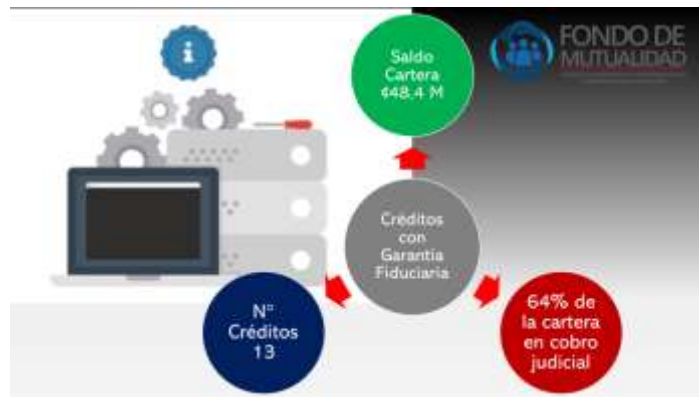 FONDO DE
MUTUALIDAD
Saldo
Cartera
¢48,4 M
Créditos
con
Garantía
Fiduciaria
N°
Créditos
13
64% de
la cartera
en cobro
judicial